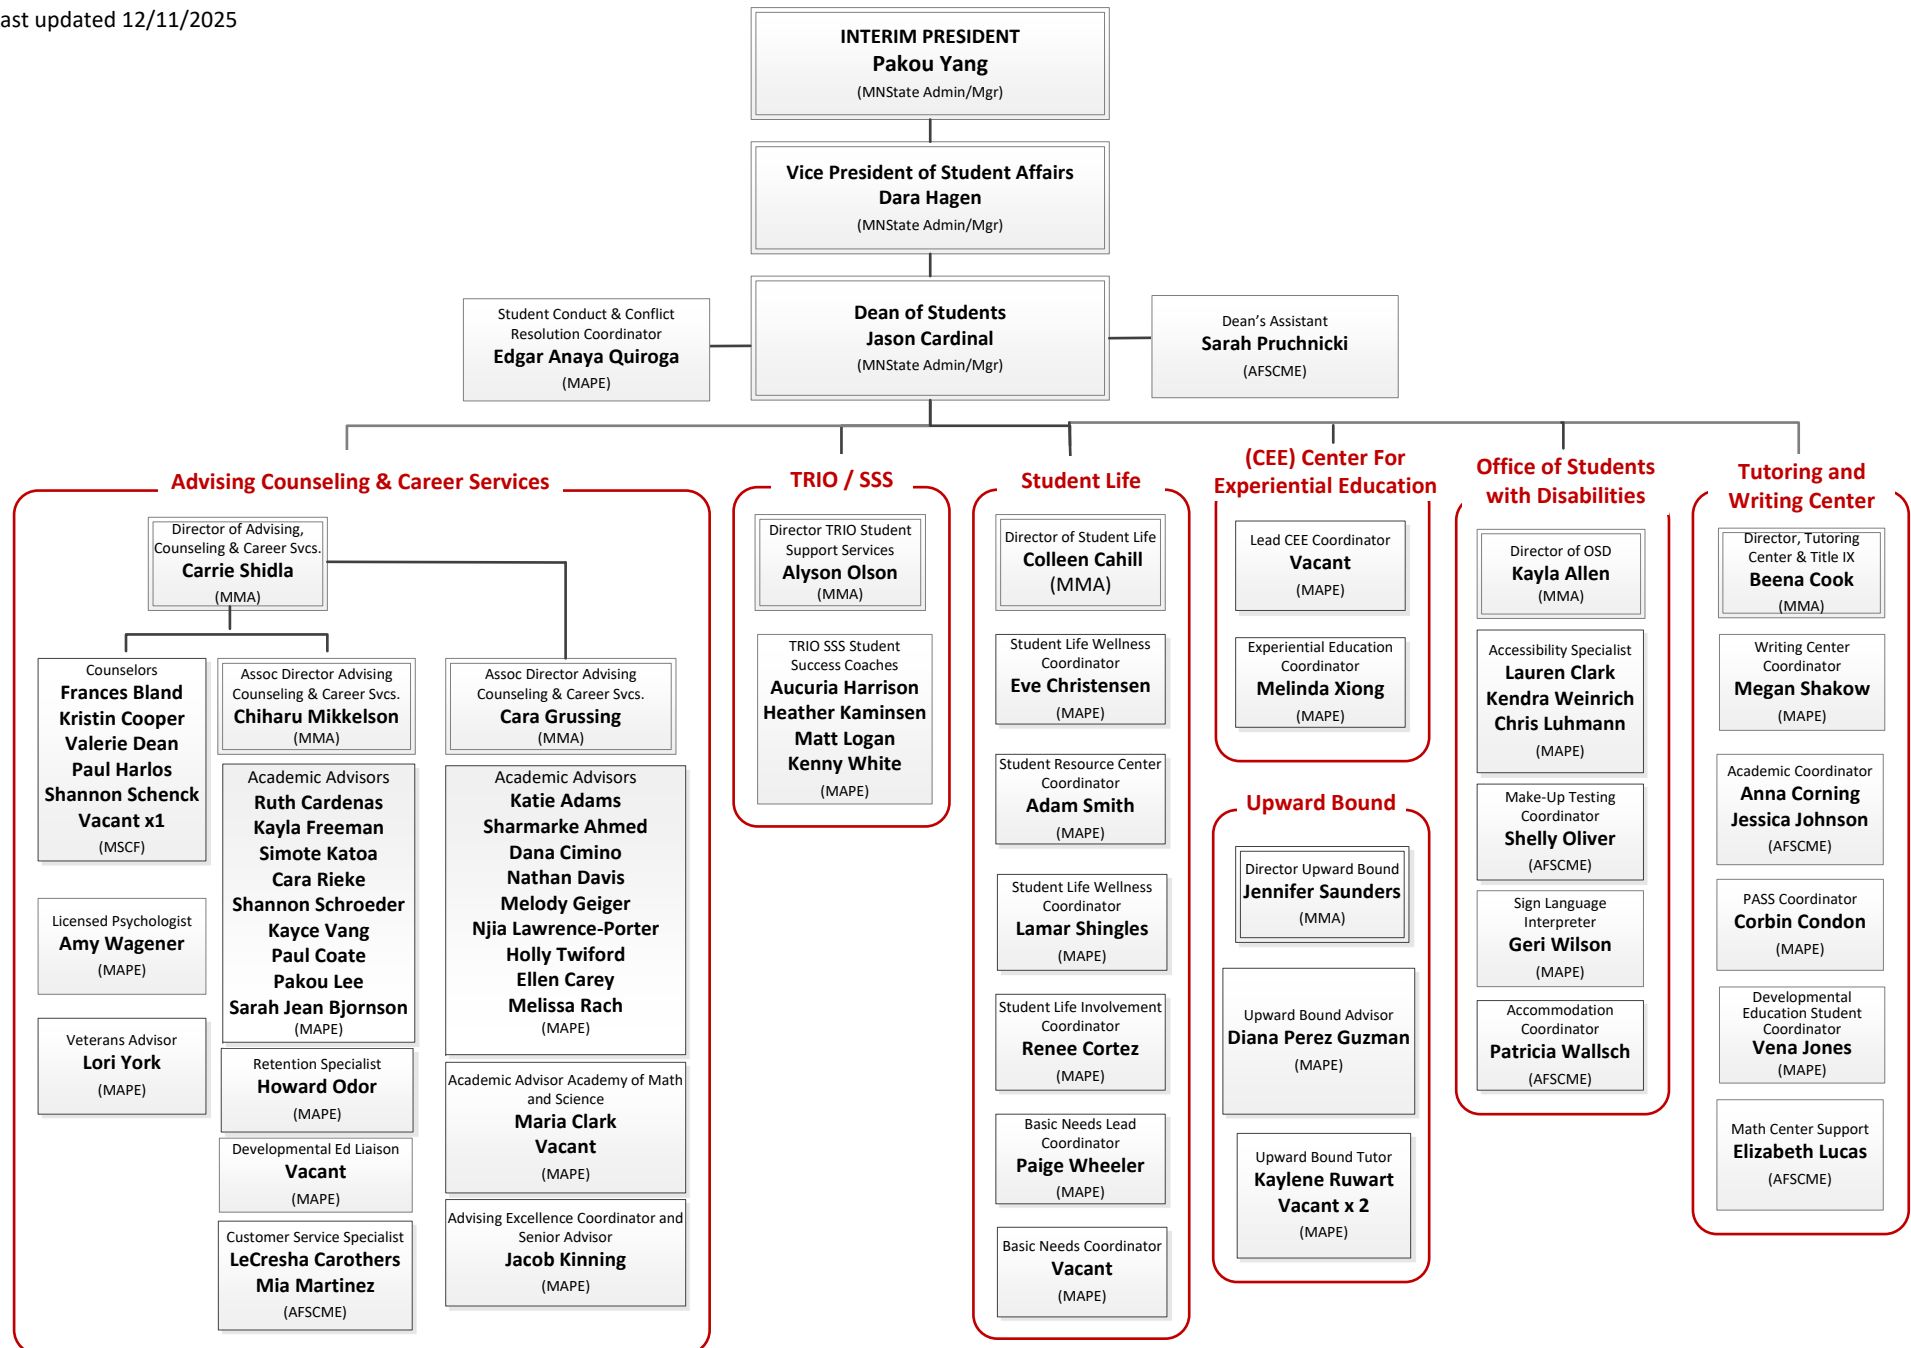 ast updated 12/11/2025
INTERIM PRESIDENT
Pakou Yang
(MNState Admin/Mgr)
Vice President of Student Affairs
Dara Hagen
(MNState Admin/Mgr)
Dean of Students
Jason Cardinal
(MNState Admin/Mgr)
Student Conduct & Conflict
Resolution Coordinator
Edgar Anaya Quiroga
(MAPE)
Dean's Assistant
Sarah Pruchnicki
(AFSCME)
Advising Counseling & Career Services
Director of Advising,
Counseling & Career Svcs.
Carrie Shidla
(MMA)
Counselors
Frances Bland
Kristin Cooper
Valerie Dean
Paul Harlos
Shannon Schenck
Vacant x1
(MSCF)
Licensed Psychologist
Amy Wagener
(MAPE)
Veterans Advisor
Lori York
(MAPE)
Assoc Director Advising
Counseling & Career Svcs.
Chiharu Mikkelson
(MMA)
Academic Advisors
Ruth Cardenas
Kayla Freeman
Simote Katoa
Cara Rieke
Shannon Schroeder
Kayce Vang
Paul Coate
Pakou Lee
Sarah Jean Bjornson
(MAPE)
Retention Specialist
Howard Odor
(MAPE)
Developmental Ed Liaison
Vacant
(MAPE)
Customer Service Specialist
LeCresha Carothers
Mia Martinez
(AFSCME)
Assoc Director Advising
Counseling & Career Svcs.
Cara Grussing
(MMA)
Academic Advisors
Katie Adams
Sharmarke Ahmed
Dana Cimino
Nathan Davis
Melody Geiger
Njia Lawrence-Porter
Holly Twiford
Ellen Carey
Melissa Rach
(MAPE)
Academic Advisor Academy of Math
and Science
Maria Clark
Vacant
(MAPE)
Advising Excellence Coordinator and
Senior Advisor
Jacob Kinning
(MAPE)
TRIO / SSS
Director TRIO Student
Support Services
Alyson Olson
(MMA)
TRIO SSS Student
Success Coaches
Aucuria Harrison
Heather Kaminsen
Matt Logan
Kenny White
(MAPE)
Student Life
Director of Student Life
Colleen Cahill
(MMA)
Student Life Wellness
Coordinator
Eve Christensen
(MAPE)
Student Resource Center
Coordinator
Adam Smith
(MAPE)
Student Life Wellness
Coordinator
Lamar Shingles
(MAPE)
Student Life Involvement
Coordinator
Renee Cortez
(MAPE)
Basic Needs Lead
Coordinator
Paige Wheeler
(MAPE)
Basic Needs Coordinator
Vacant
(MAPE)
(CEE) Center For
Experiential Education
Lead CEE Coordinator
Vacant
(MAPE)
Experiential Education
Coordinator
Melinda Xiong
(MAPE)
Upward Bound
Director Upward Bound
Jennifer Saunders
(MMA)
Upward Bound Advisor
Diana Perez Guzman
(MAPE)
Upward Bound Tutor
Kaylene Ruwart
Vacant x 2
(MAPE)
Office of Students
with Disabilities
Director of OSD
Kayla Allen
(MMA)
Accessibility Specialist
Lauren Clark
Kendra Weinrich
Chris Luhmann
(MAPE)
Make-Up Testing
Coordinator
Shelly Oliver
(AFSCME)
Sign Language
Interpreter
Geri Wilson
(MAPE)
Accommodation
Coordinator
Patricia Wallsch
(AFSCME)
Tutoring and
Writing Center
Director, Tutoring
Center & Title IX
Beena Cook
(MMA)
Writing Center
Coordinator
Megan Shakow
(MAPE)
Academic Coordinator
Anna Corning
Jessica Johnson
(AFSCME)
PASS Coordinator
Corbin Condon
(MAPE)
Developmental
Education Student
Coordinator
Vena Jones
(MAPE)
Math Center Support
Elizabeth Lucas
(AFSCME)